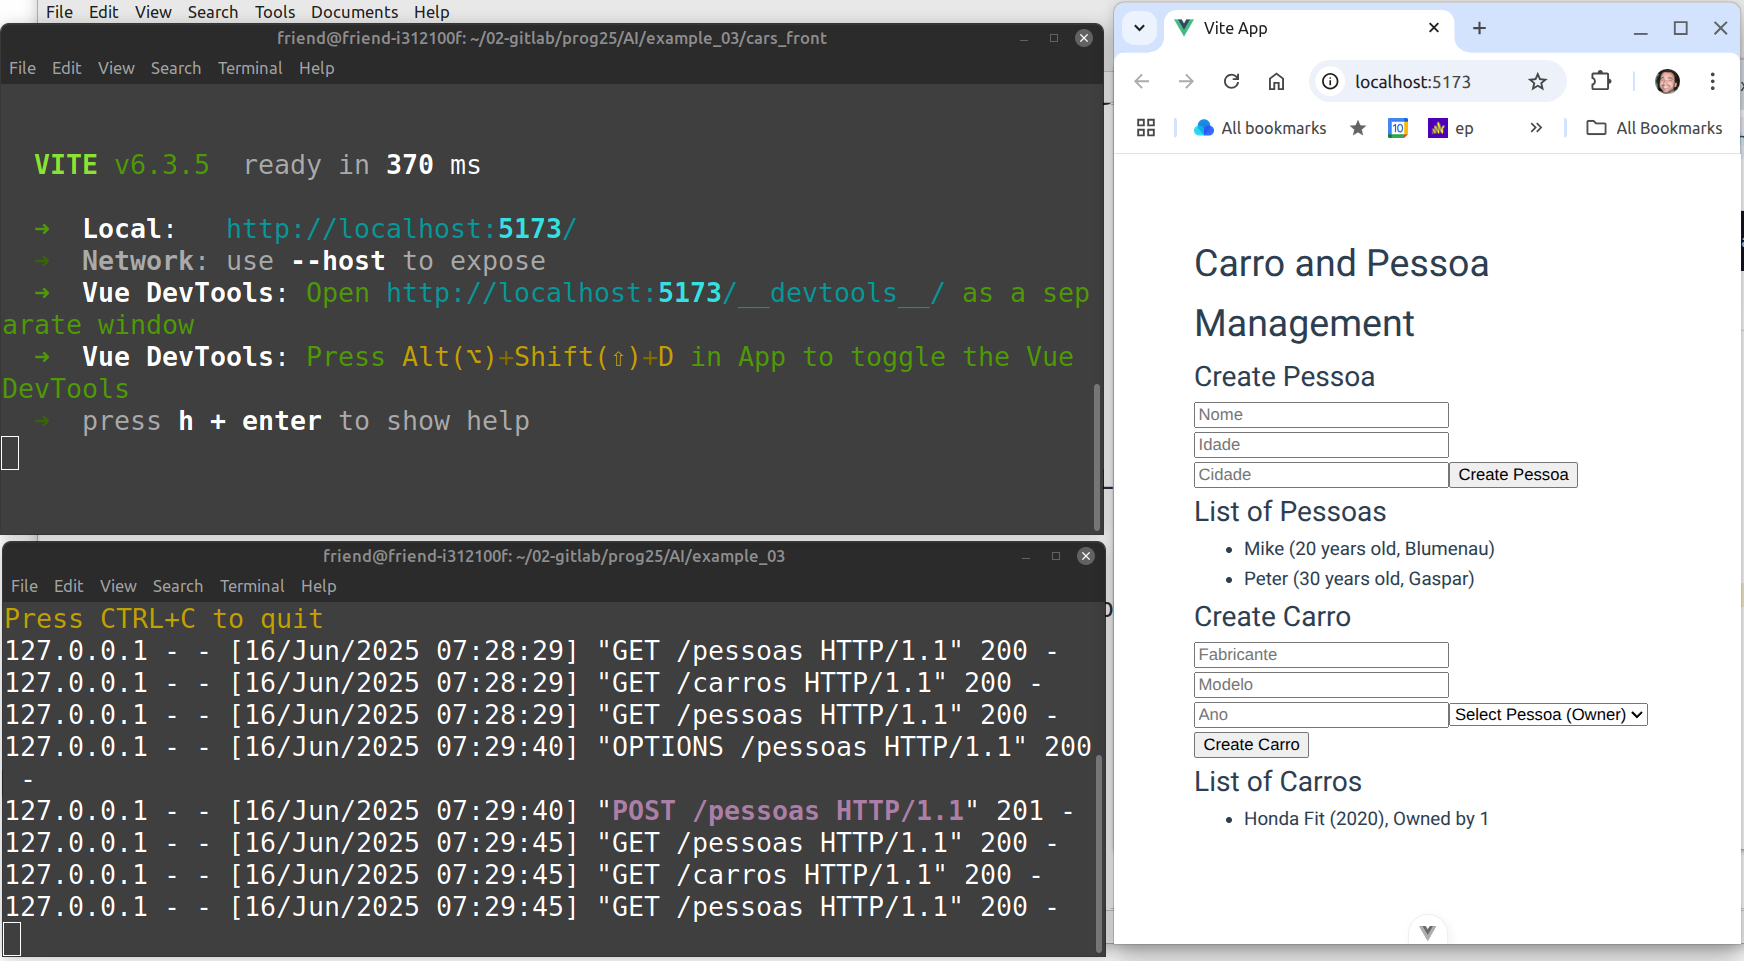 File Edit View Search Tools Documents Help
friend@friend-i312100f: ~/02-gitlab/prog25/AI/example_03/cars_front
File Edit View Search Terminal Help
VITE v6.3.5 ready in 370 ms
➜ Local: http://localhost:5173/
➜ Network: use --host to expose
➜ Vue DevTools: Open http://localhost:5173/__devtools__/ as a sep
arate window
➜ Vue DevTools: Press Alt(⌥)+Shift(⇧)+D in App to toggle the Vue
DevTools
➜ press h + enter to show help
friend@friend-i312100f: ~/02-gitlab/prog25/AI/example_03
File Edit View Search Terminal Help
Press CTRL+C to quit
127.0.0.1 - - [16/Jun/2025 07:28:29] "GET /pessoas HTTP/1.1" 200 -
127.0.0.1 - - [16/Jun/2025 07:28:29] "GET /carros HTTP/1.1" 200 -
127.0.0.1 - - [16/Jun/2025 07:28:29] "GET /pessoas HTTP/1.1" 200 -
127.0.0.1 - - [16/Jun/2025 07:29:40] "OPTIONS /pessoas HTTP/1.1" 200
-
127.0.0.1 - - [16/Jun/2025 07:29:40] "POST /pessoas HTTP/1.1" 201 -
127.0.0.1 - - [16/Jun/2025 07:29:45] "GET /pessoas HTTP/1.1" 200 -
127.0.0.1 - - [16/Jun/2025 07:29:45] "GET /carros HTTP/1.1" 200 -
127.0.0.1 - - [16/Jun/2025 07:29:45] "GET /pessoas HTTP/1.1" 200 -
Vite App
localhost:5173
All bookmarks 10 ep » All Bookmarks
Carro and Pessoa
Management
Create Pessoa
Nome
Idade
Cidade Create Pessoa
List of Pessoas
• Mike (20 years old, Blumenau)
• Peter (30 years old, Gaspar)
Create Carro
Fabricante
Modelo
Ano Select Pessoa (Owner)
Create Carro
List of Carros
• Honda Fit (2020), Owned by 1